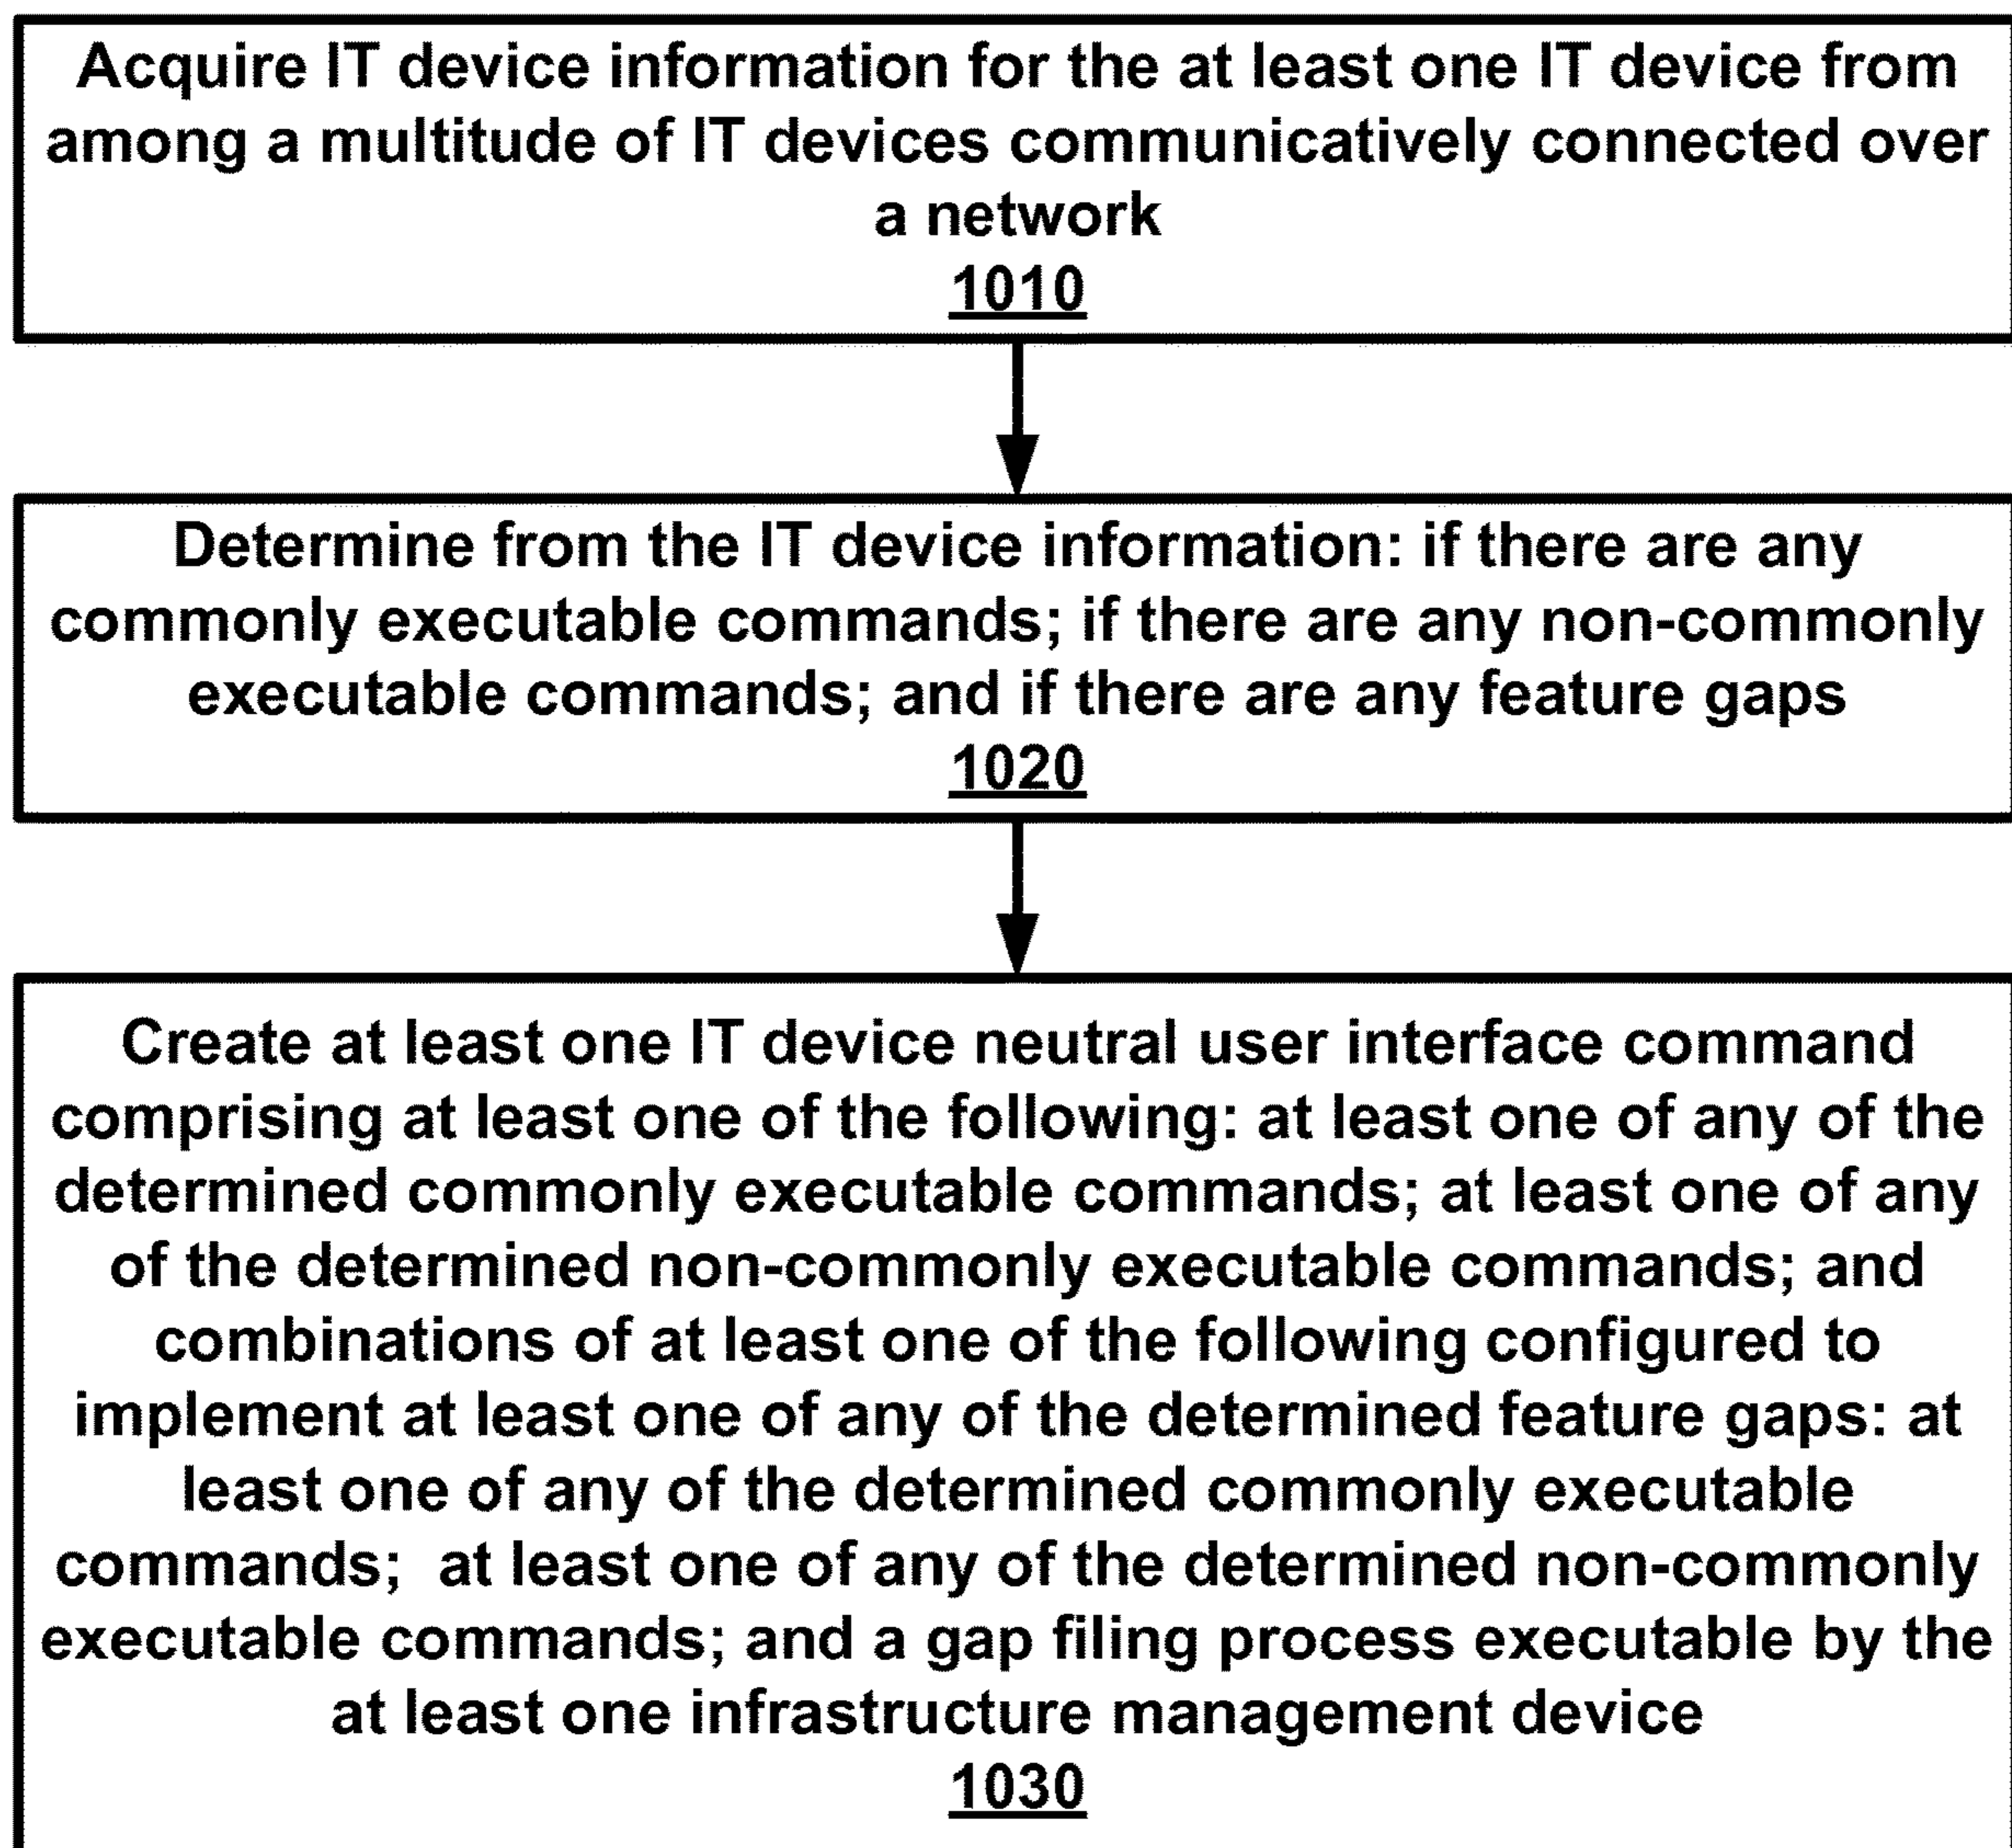 Acquire IT device information for the at least one IT device from
among a multitude of IT devices communicatively connected over
a network
1010
Determine from the IT device information: if there are any
commonly executable commands; if there are any non-commonly
executable commands; and if there are any feature gaps
1020
Create at least one IT device neutral user interface command
comprising at least one of the following: at least one of any of the
determined commonly executable commands; at least one of any
of the determined non-commonly executable commands; and
combinations of at least one of the following configured to
implement at least one of any of the determined feature gaps: at
least one of any of the determined commonly executable
commands;  at least one of any of the determined non-commonly
executable commands; and a gap filing process executable by the
at least one infrastructure management device
1030